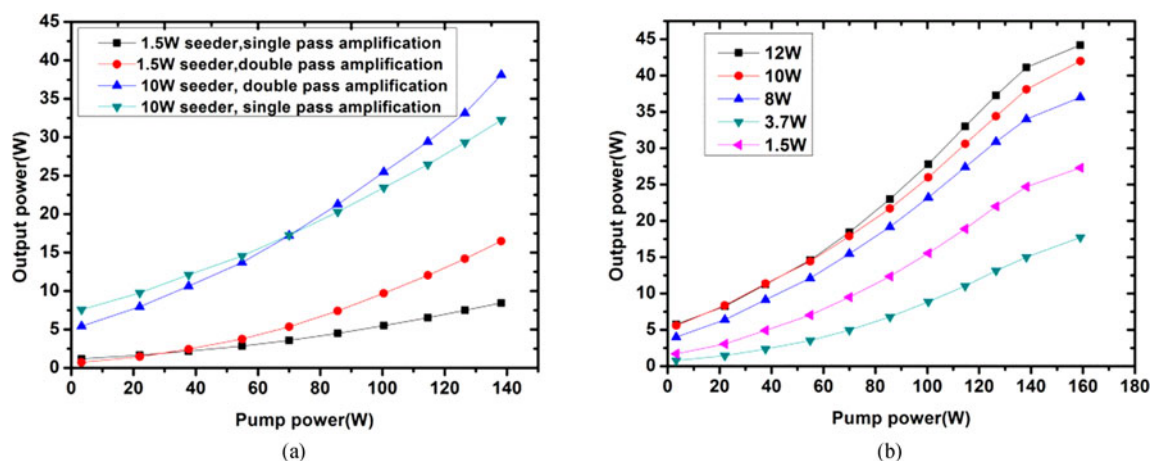 45
40
35
30
25
20
15
10
5
0
Output power(W)
1.5W seeder,single pass amplification
1.5W seeder,double pass amplification
10W seeder, double pass amplification
10W seeder, single pass amplification
0 20 40 60 80 100 120 140 160
Pump power(W)
(a)
45
40
35
30
25
20
15
10
5
0
Output power(W)
12W
10W
8W
3.7W
1.5W
0 20 40 60 80 100 120 140 160 180
Pump power(W)
(b)